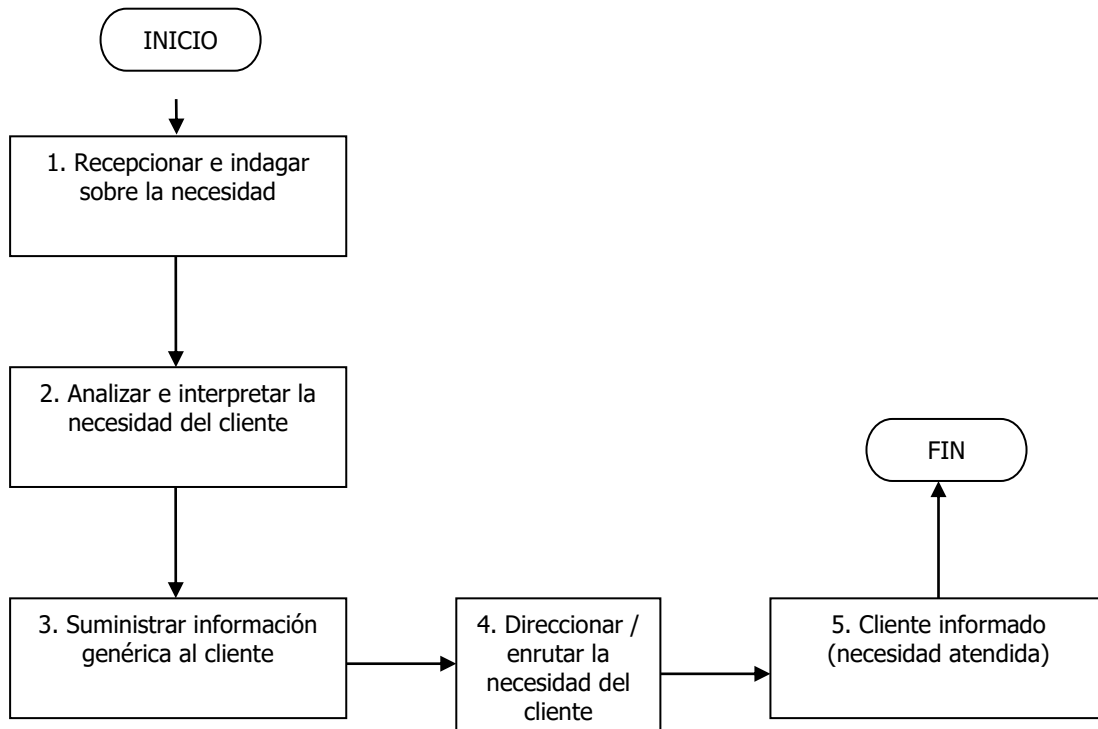 INICIO
1. Recepcionar e indagar
sobre la necesidad
2. Analizar e interpretar la
necesidad del cliente
3. Suministrar información
genérica al cliente
4. Direccionar /
enrutar la
necesidad del
cliente
5. Cliente informado
(necesidad atendida)
FIN